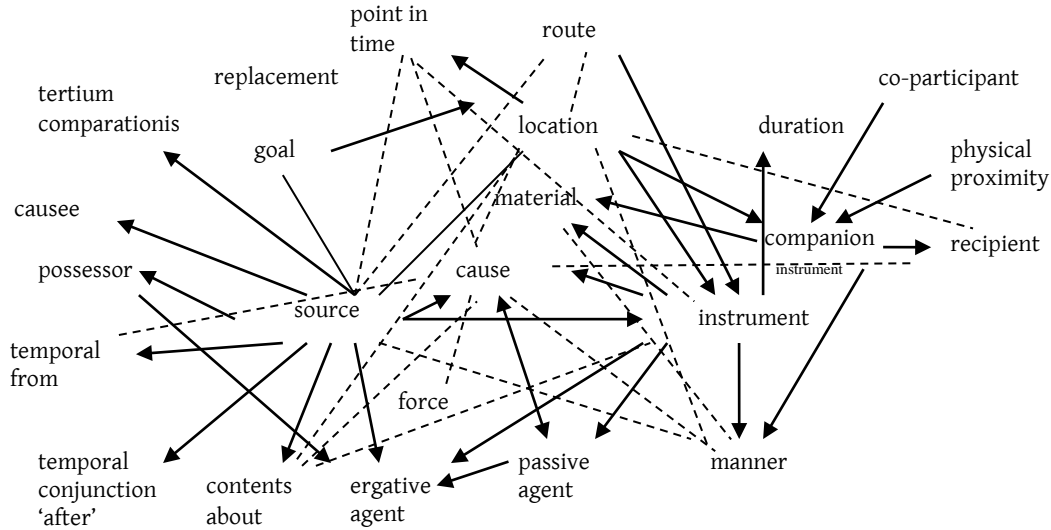 point in
time
route
replacement
co-participant
tertium
comparationis
location
duration
goal
physical
proximity
material
causee
companion
recipient
possessor
cause
instrument
source
instrument
temporal
from
force
temporal
conjunction
‘after’
contents
about
ergative
agent
passive
agent
manner